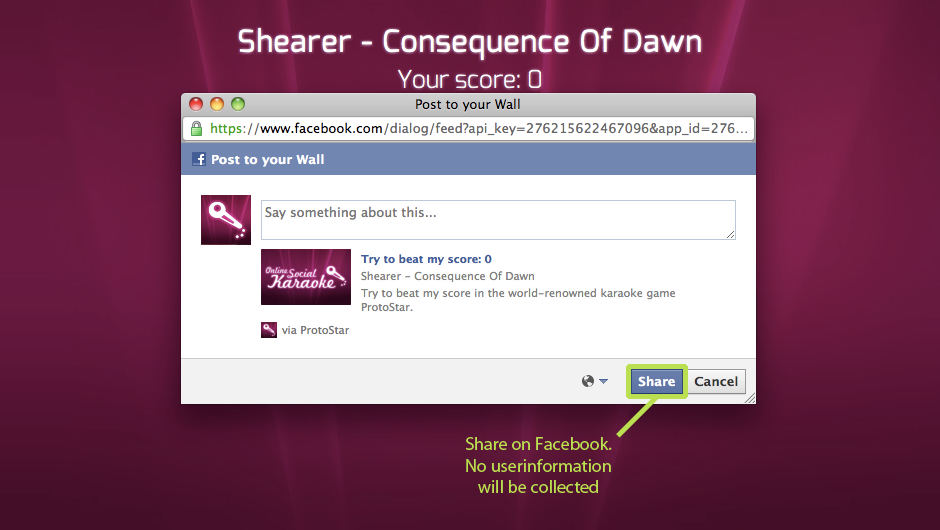 Shearer - Consequence Of Dawn
Your score: 0
Post to your Wall
https://www.facebook.com/dialog/feed?api_key=276215622467096&app_id=276...
f Post to your Wall
Say something about this...
Online Social
Karaoke
Try to beat my score: 0
Shearer - Consequence Of Dawn
Try to beat my score in the world-renowned karaoke game
ProtoStar.
via ProtoStar
Share Cancel
Share on Facebook.
No userinformation
will be collected